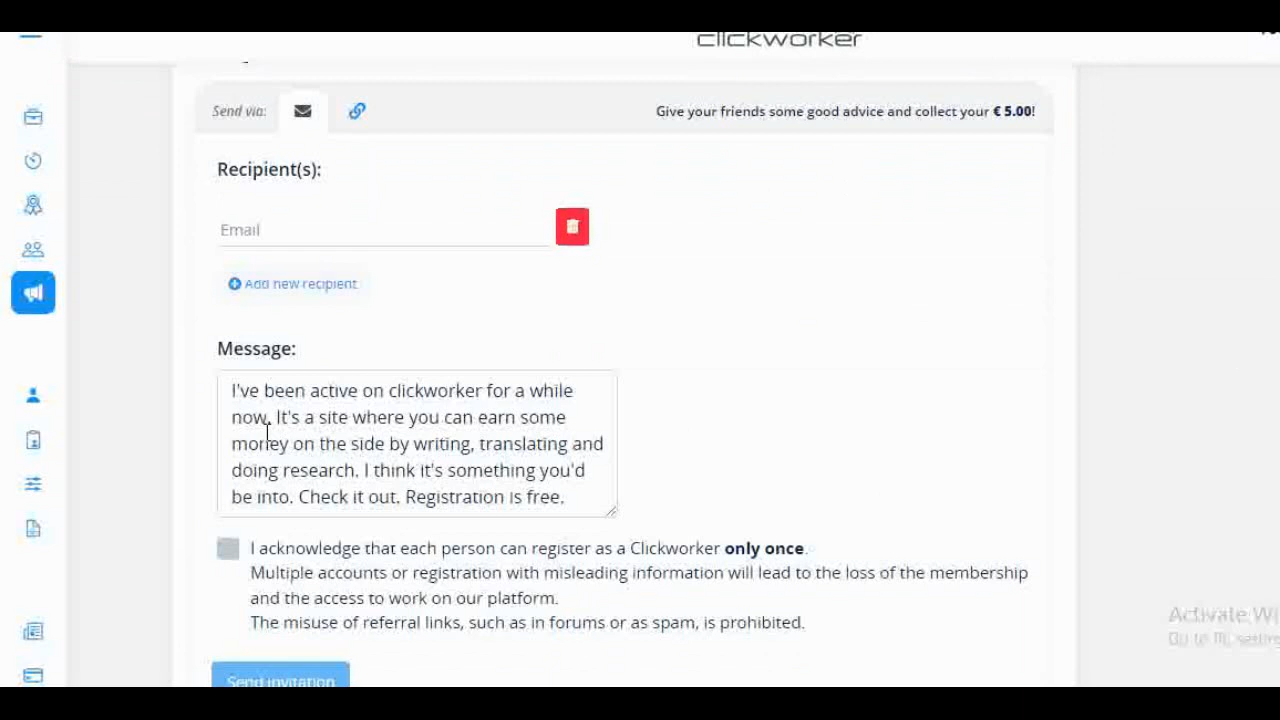 clickworker
Send via:
Give your friends some good advice and collect your € 5.00!
Recipient(s):
Email
Add new recipient
Message:
I've been active on clickworker for a while
now. It's a site where you can earn some
money on the side by writing, translating and
doing research. I think it's something you'd
be into. Check it out. Registration is free.
I acknowledge that each person can register as a Clickworker only once.
Multiple accounts or registration with misleading information will lead to the loss of the membership
and the access to work on our platform.
The misuse of referral links, such as in forums or as spam, is prohibited.
Activate Wi
Go to
Send invitation